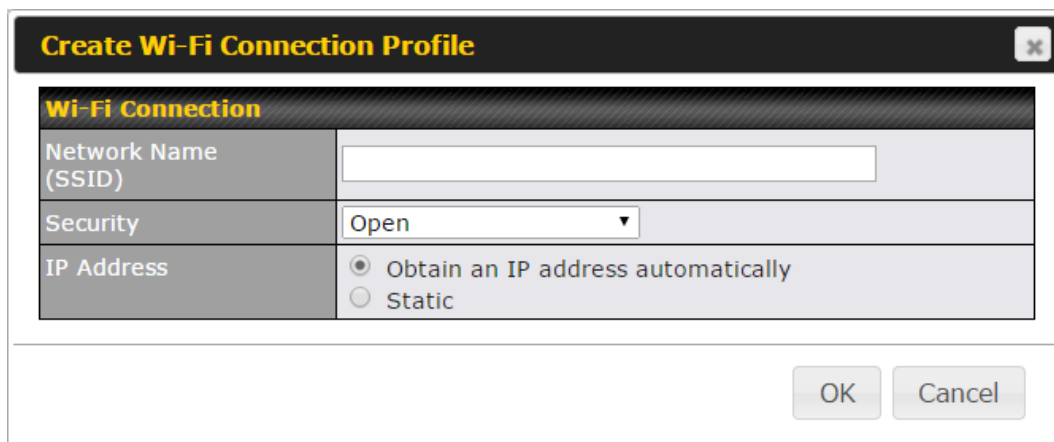 Create Wi-Fi Connection Profile
Wi-Fi Connection
Network Name
(SSID)
Security
Open
IP Address
Obtain an IP address automatically
Static
OK
Cancel